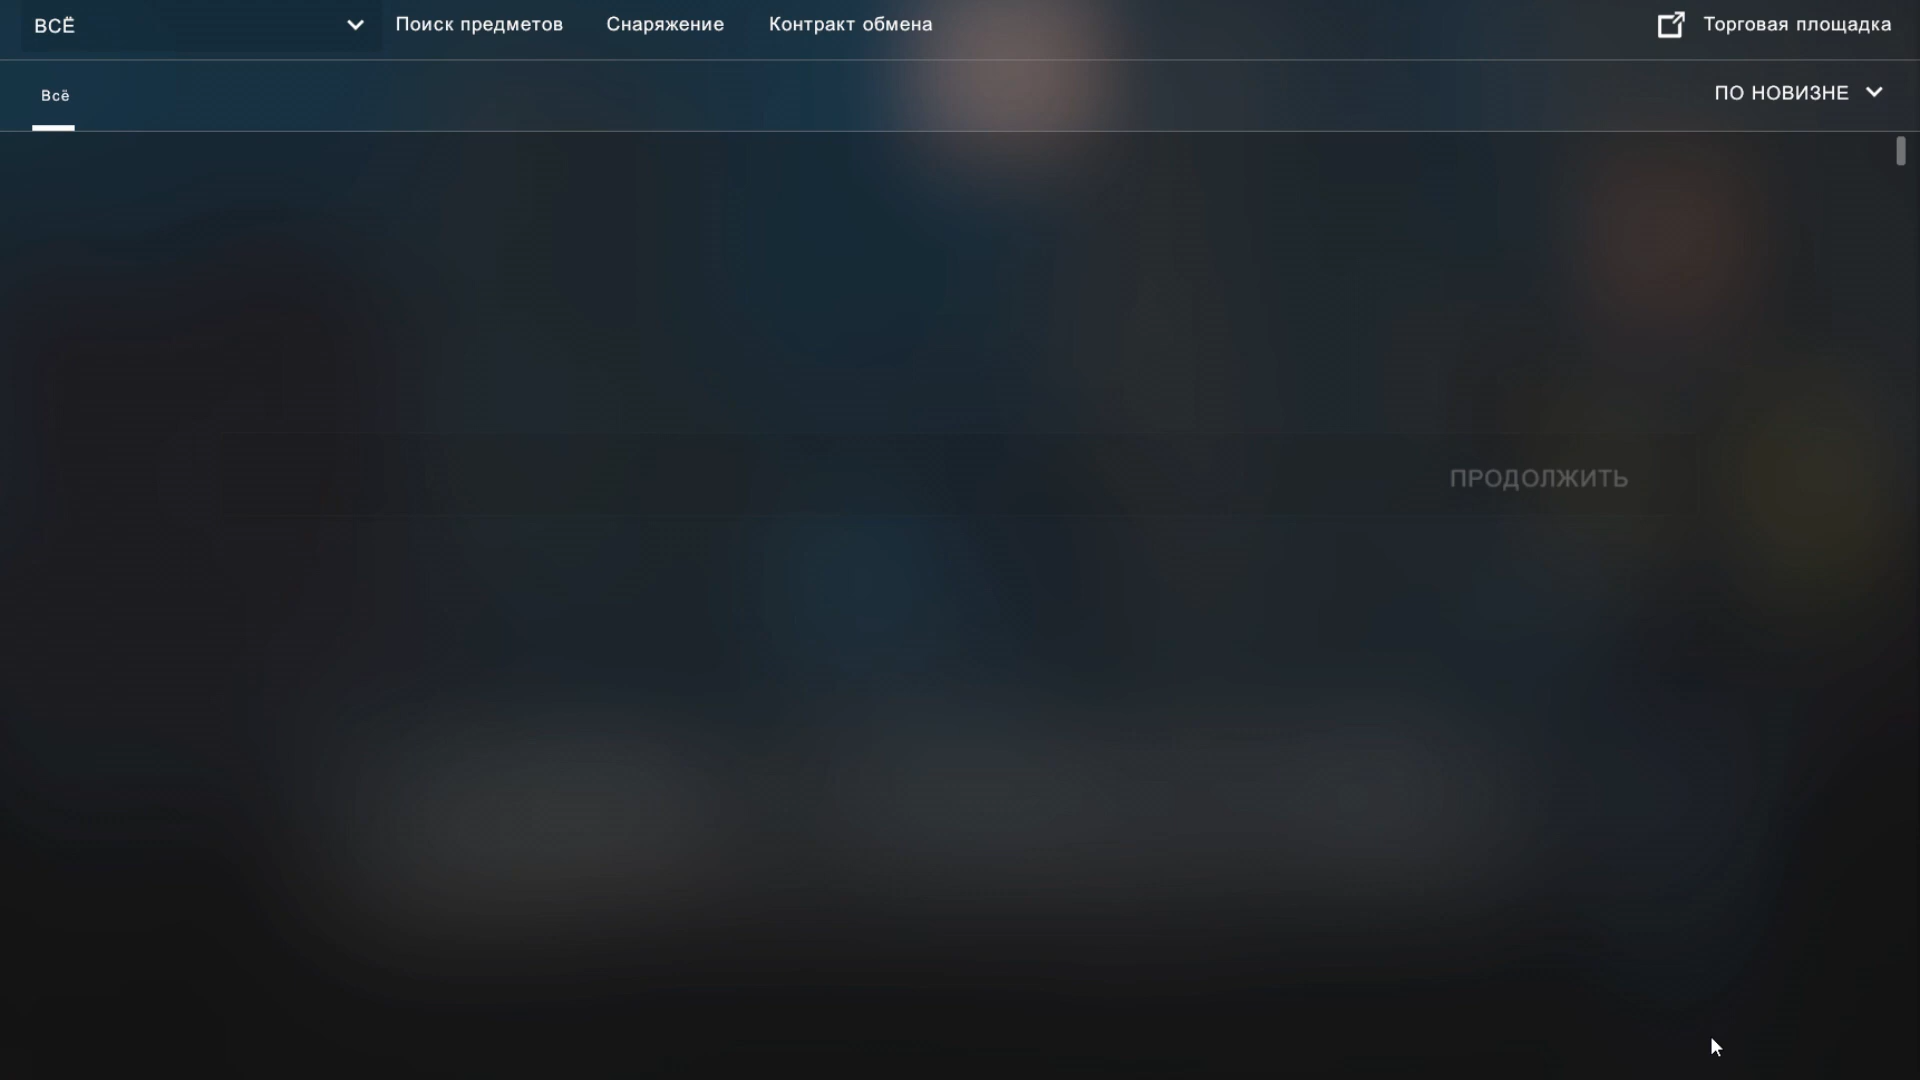 ВСЁ
Поиск предметов
Снаряжение
Контракт обмена
Торговая площадка
Всё
ПО НОВИЗНЕ
ПРОДОЛЖИТЬ